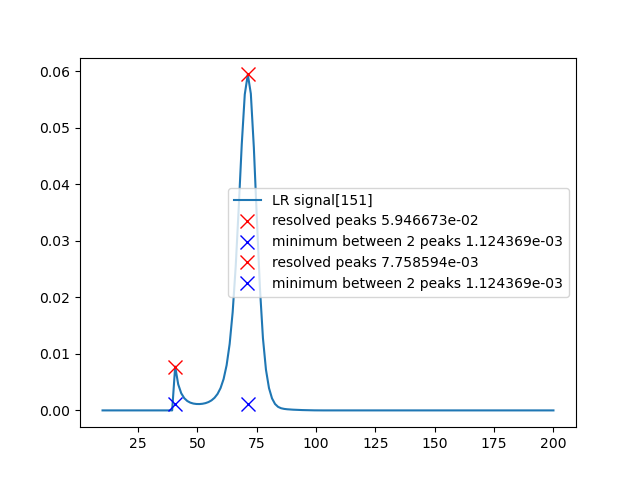 0.06
0.05
0.04
0.03
0.02
0.01
0.00
LR signal[151]
resolved peaks 5.946673e-02
minimum between 2 peaks 1.124369e-03
resolved peaks 7.758594e-03
minimum between 2 peaks 1.124369e-03
25 50 75 100 125 150 175 200